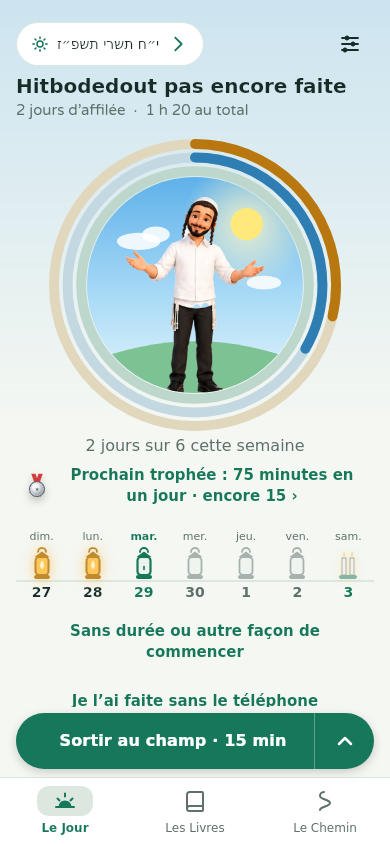 י״ח תשרי תשפ״ז
Hitbodedout pas encore faite
2 jours d’affilée · 1 h 20 au total
2 jours sur 6 cette semaine
Prochain trophée : 75 minutes en
un jour · encore 15 ›
dim. lun. mar. mer. jeu. ven. sam.
27 28 29 30 1 2 3
Sans durée ou autre façon de
commencer
Je l’ai faite sans le téléphone
Sortir au champ · 15 min
Le Jour Les Livres Le Chemin